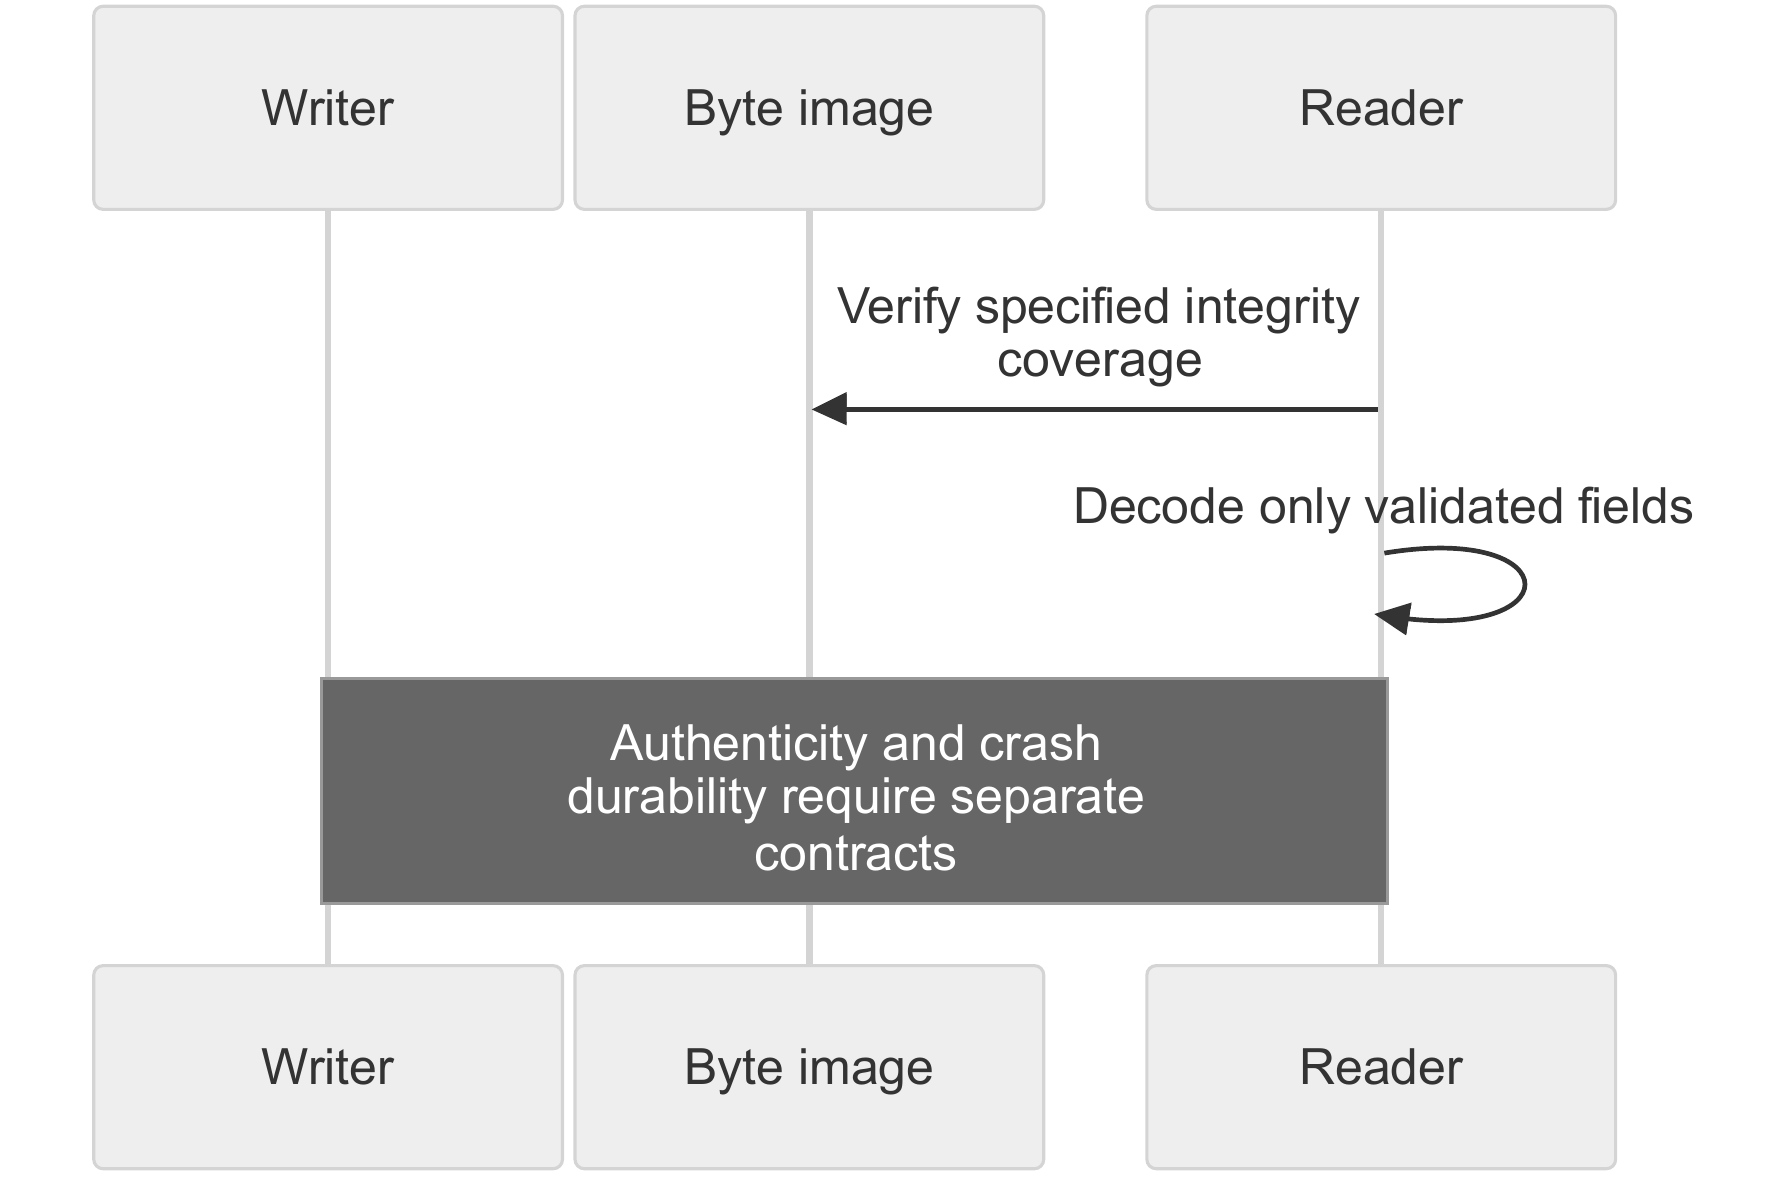 Writer
Byte image
Reader
Verify specified integrity
coverage
Decode only validated fields
Authenticity and crash
durability require separate
contracts
Writer
Byte image
Reader